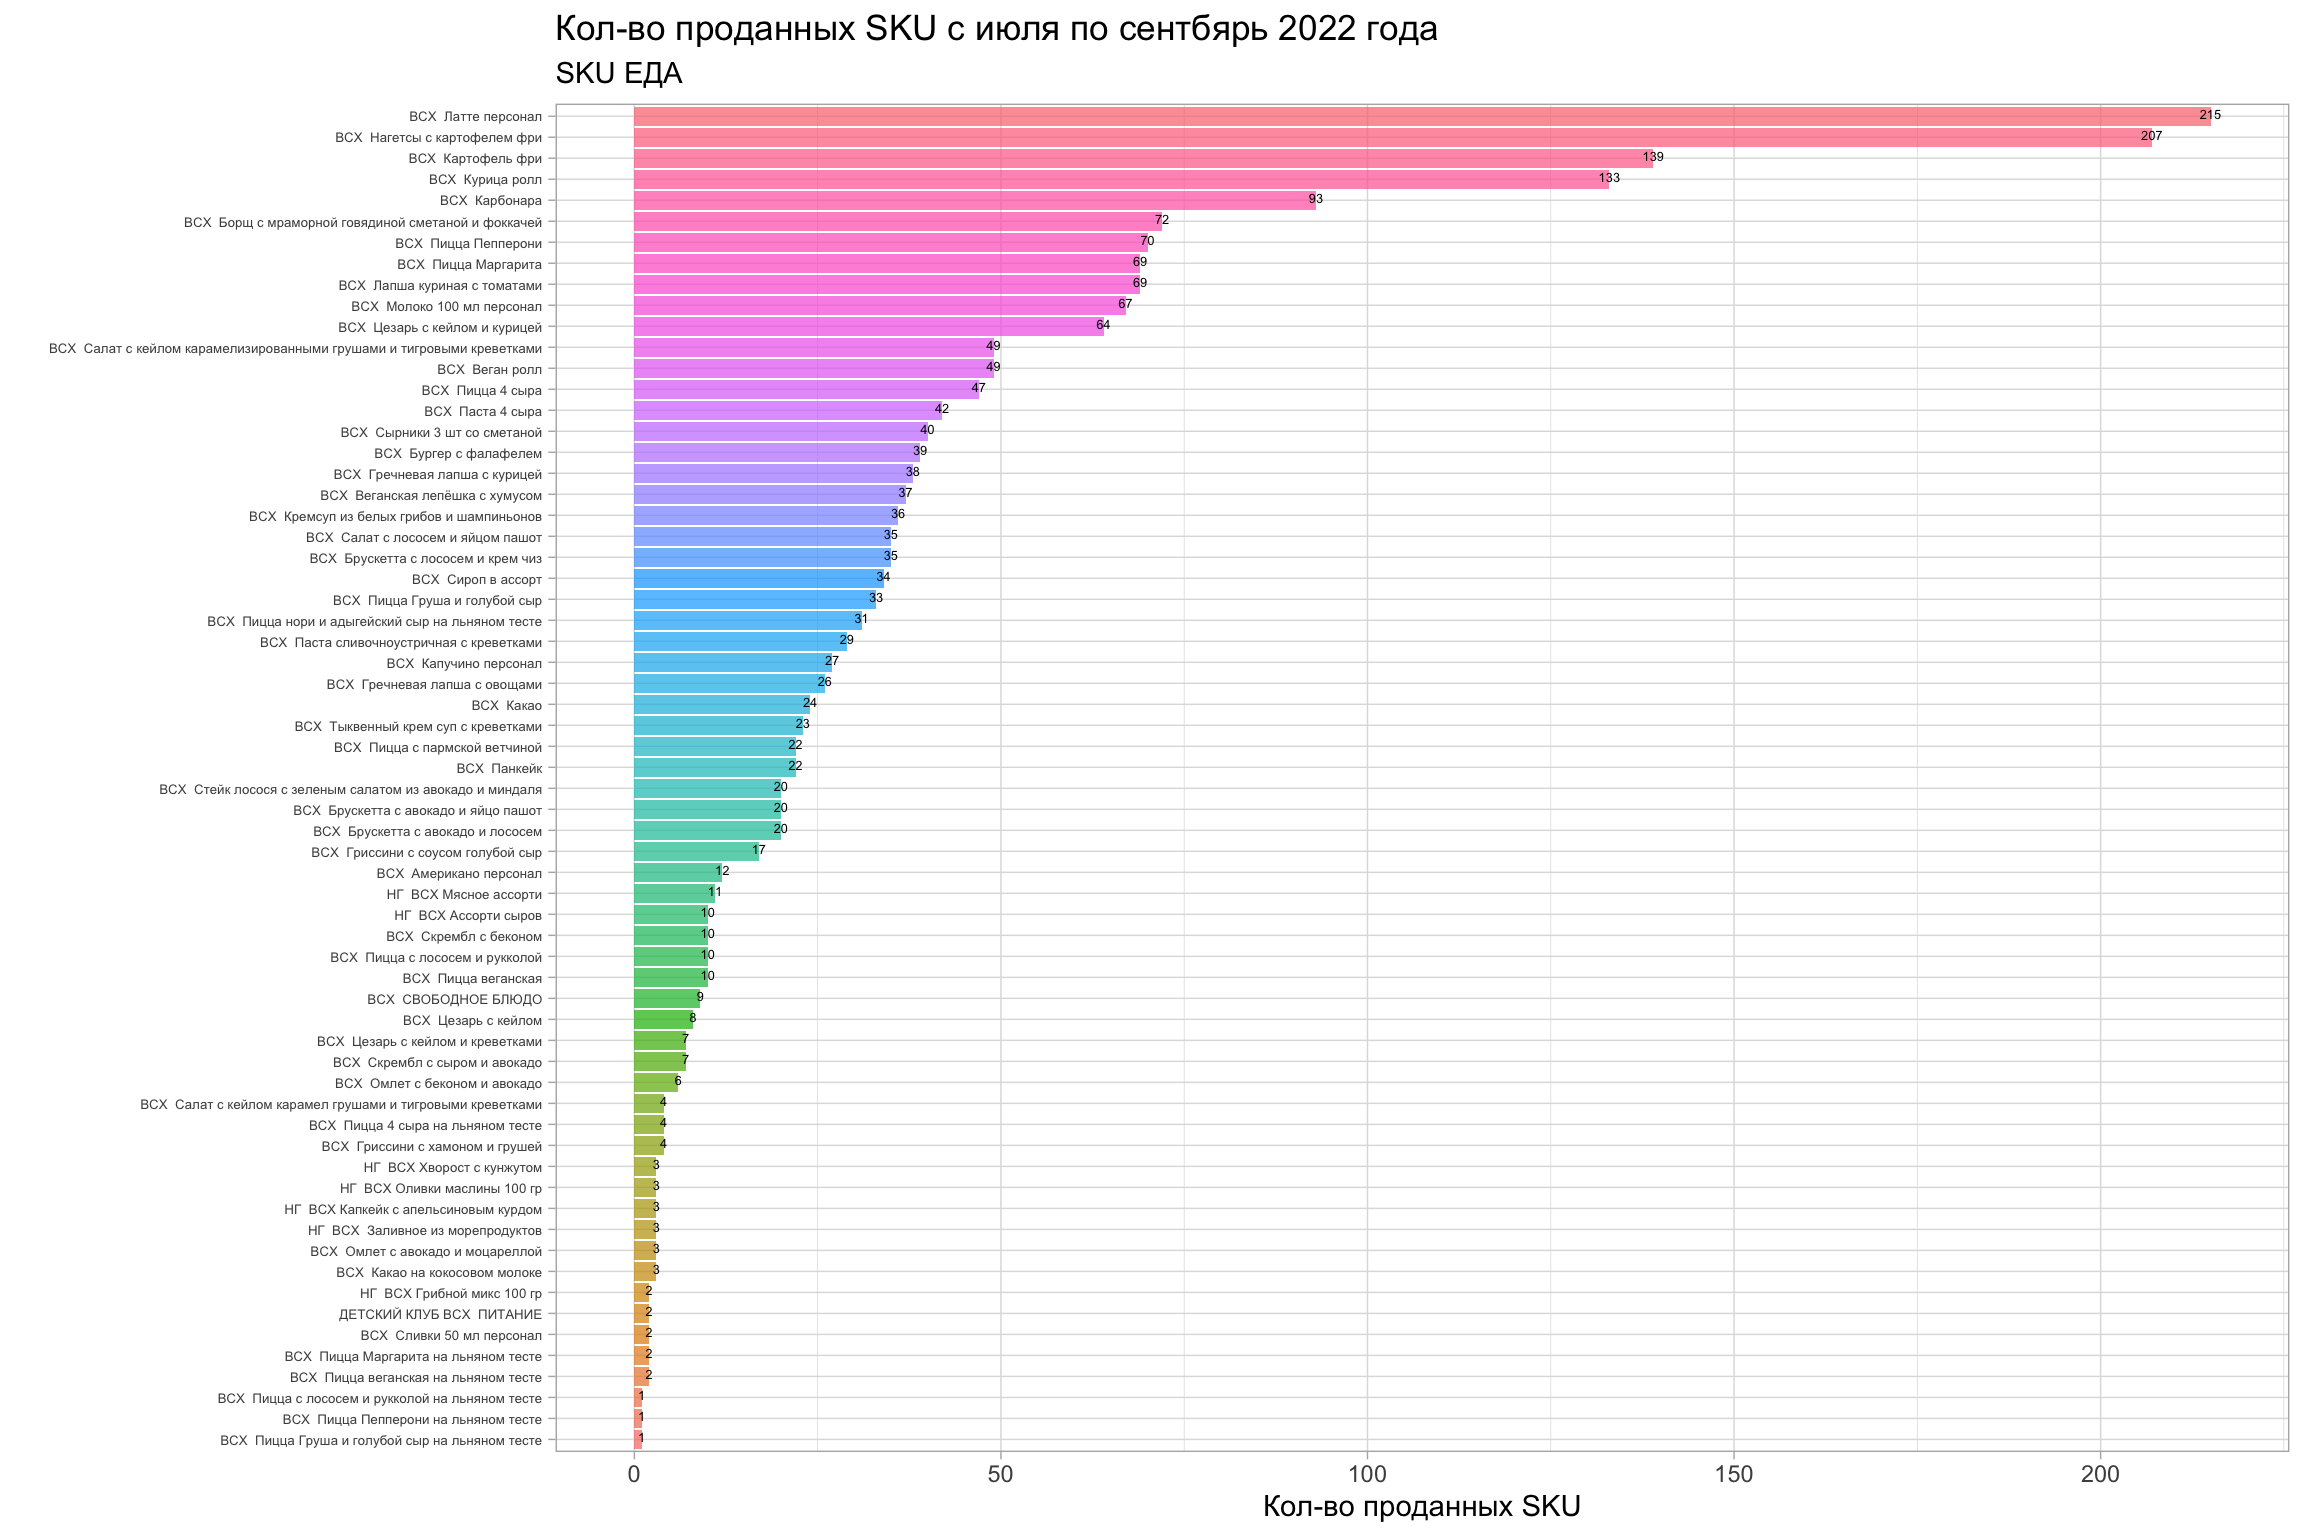 Кол-во проданных SKU с июля по сентбярь 2022 года
SKU ЕДА
ВСХ  Латте персонал 215
ВСХ  Нагетсы с картофелем фри 207
ВСХ  Картофель фри 139
ВСХ  Курица ролл 133
ВСХ  Карбонара 93
ВСХ  Борщ с мраморной говядиной сметаной и фоккачей 72
ВСХ  Пицца Пепперони 70
ВСХ  Пицца Маргарита 69
ВСХ  Лапша куриная с томатами 69
ВСХ  Молоко 100 мл персонал 67
ВСХ  Цезарь с кейлом и курицей 64
ВСХ  Салат с кейлом карамелизированными грушами и тигровыми креветками 49
ВСХ  Веган ролл 49
ВСХ  Пицца 4 сыра 47
ВСХ  Паста 4 сыра 42
ВСХ  Сырники 3 шт со сметаной 40
ВСХ  Бургер с фалафелем 39
ВСХ  Гречневая лапша с курицей 38
ВСХ  Веганская лепёшка с хумусом 37
ВСХ  Кремсуп из белых грибов и шампиньонов 36
ВСХ  Салат с лососем и яйцом пашот 35
ВСХ  Брускетта с лососем и крем чиз 35
ВСХ  Сироп в ассорт 34
ВСХ  Пицца Груша и голубой сыр 33
ВСХ  Пицца нори и адыгейский сыр на льняном тесте 31
ВСХ  Паста сливочноустричная с креветками 29
ВСХ  Капучино персонал 27
ВСХ  Гречневая лапша с овощами 26
ВСХ  Какао 24
ВСХ  Тыквенный крем суп с креветками 23
ВСХ  Пицца с пармской ветчиной 22
ВСХ  Панкейк 22
ВСХ  Стейк лосося с зеленым салатом из авокадо и миндаля 20
ВСХ  Брускетта с авокадо и яйцо пашот 20
ВСХ  Брускетта с авокадо и лососем 20
ВСХ  Гриссини с соусом голубой сыр 17
ВСХ  Американо персонал 12
НГ  ВСХ Мясное ассорти 11
НГ  ВСХ Ассорти сыров 10
ВСХ  Скрембл с беконом 10
ВСХ  Пицца с лососем и рукколой 10
ВСХ  Пицца веганская 10
ВСХ  СВОБОДНОЕ БЛЮДО 9
ВСХ  Цезарь с кейлом 8
ВСХ  Цезарь с кейлом и креветками 7
ВСХ  Скрембл с сыром и авокадо 7
ВСХ  Омлет с беконом и авокадо 6
ВСХ  Салат с кейлом карамел грушами и тигровыми креветками 4
ВСХ  Пицца 4 сыра на льняном тесте 4
ВСХ  Гриссини с хамоном и грушей 4
НГ  ВСХ Хворост с кунжутом 3
НГ  ВСХ Оливки маслины 100 гр 3
НГ  ВСХ Капкейк с апельсиновым курдом 3
НГ  ВСХ  Заливное из морепродуктов 3
ВСХ  Омлет с авокадо и моцареллой 3
ВСХ  Какао на кокосовом молоке 3
НГ  ВСХ Грибной микс 100 гр 2
ДЕТСКИЙ КЛУБ ВСХ  ПИТАНИЕ 2
ВСХ  Сливки 50 мл персонал 2
ВСХ  Пицца Маргарита на льняном тесте 2
ВСХ  Пицца веганская на льняном тесте 2
ВСХ  Пицца с лососем и рукколой на льняном тесте 1
ВСХ  Пицца Пепперони на льняном тесте 1
ВСХ  Пицца Груша и голубой сыр на льняном тесте 1
0 50 100 150 200
Кол-во проданных SKU